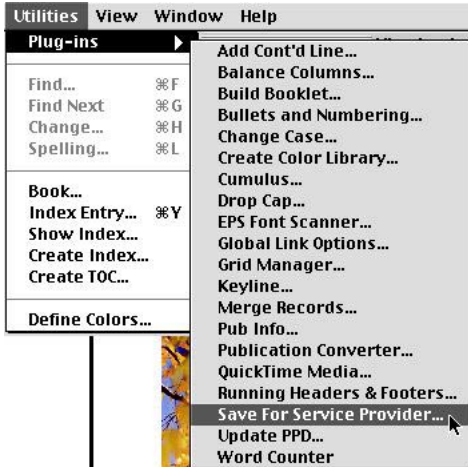 Utilities View Window Help
Plug-ins
Find... ⌘F
Find Next ⌘G
Change... ⌘H
Spelling... ⌘L
Book...
Index Entry... ⌘Y
Show Index...
Create Index...
Create TOC...
Define Colors...
Add Cont'd Line...
Balance Columns...
Build Booklet...
Bullets and Numbering...
Change Case...
Create Color Library...
Cumulus...
Drop Cap...
EPS Font Scanner...
Global Link Options...
Grid Manager...
Keyline...
Merge Records...
Pub Info...
Publication Converter...
QuickTime Media...
Running Headers & Footers...
Save For Service Provider...
Update PPD...
Word Counter